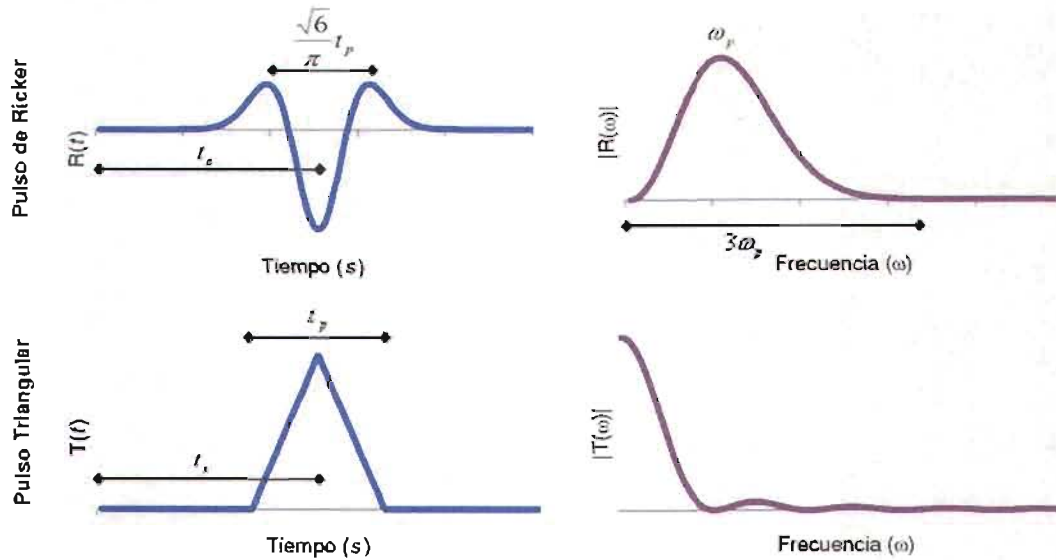 Pulso de Ricker
R(t)
√6/π t_p
t_s
Tiempo (s)
|R(ω)|
ω_p
3ω_p
Frecuencia (ω)
Pulso Triangular
T(t)
t_p
t_s
Tiempo (s)
|T(ω)|
Frecuencia (ω)